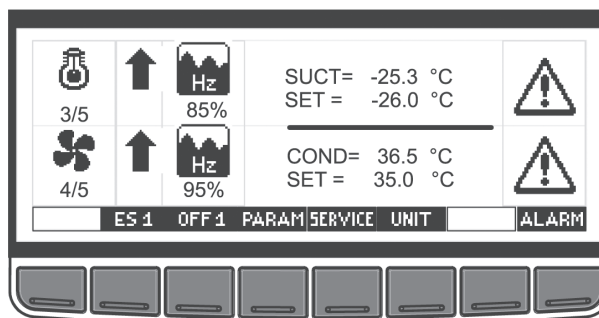 Hz
3/5
85%
SUCT= -25.3 °C
SET = -26.0 °C
Hz
4/5
95%
COND= 36.5 °C
SET = 35.0 °C
ES 1 OFF 1 PARAM SERVICE UNIT ALARM